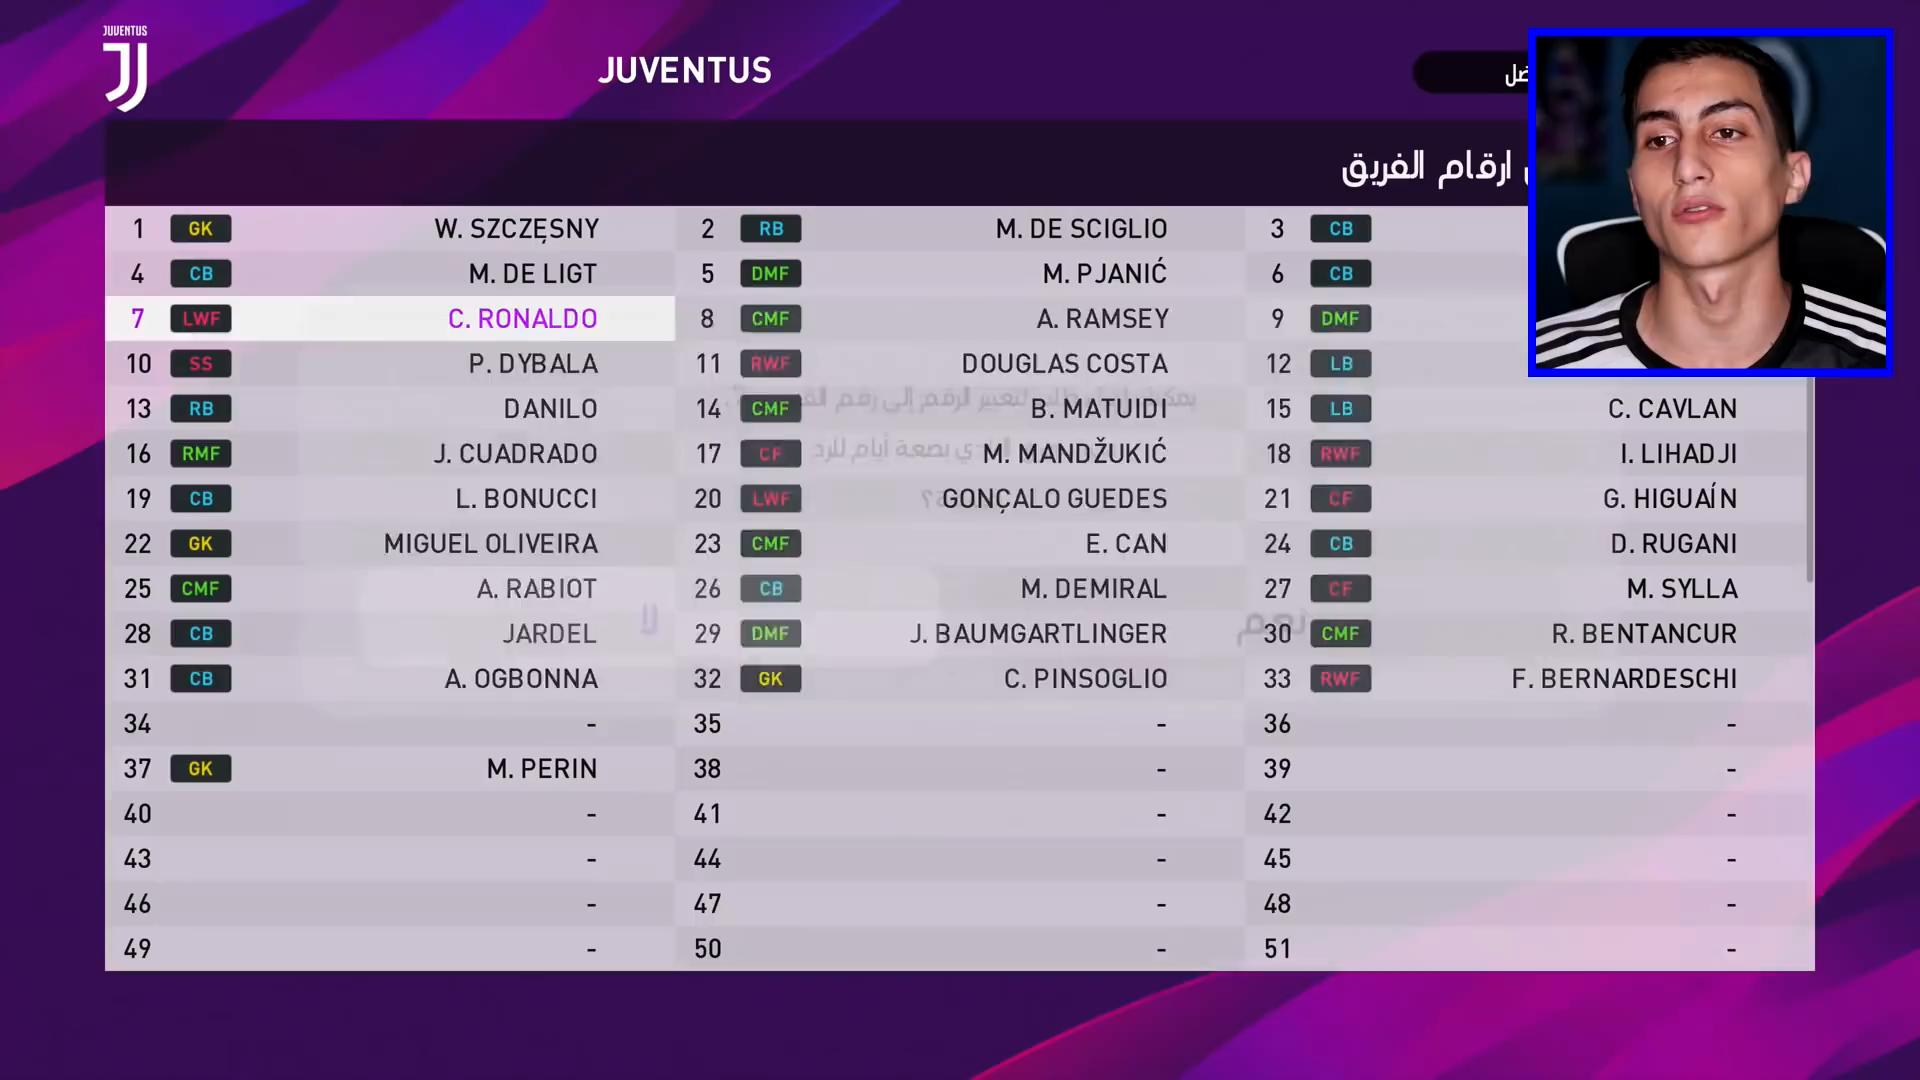 JUVENTUS
JUVENTUS
ارقام الفريق
1 GK W. SZCZĘSNY 2 RB M. DE SCIGLIO 3 CB
4 CB M. DE LIGT 5 DMF M. PJANIĆ 6 CB
7 LWF C. RONALDO 8 CMF A. RAMSEY 9 DMF
10 SS P. DYBALA 11 RWF DOUGLAS COSTA 12 LB
13 RB DANILO 14 CMF B. MATUIDI 15 LB C. CAVLAN
16 RMF J. CUADRADO 17 CF M. MANDŽUKIĆ 18 RWF I. LIHADJI
19 CB L. BONUCCI 20 LWF GONÇALO GUEDES 21 CF G. HIGUAÍN
22 GK MIGUEL OLIVEIRA 23 CMF E. CAN 24 CB D. RUGANI
25 CMF A. RABIOT 26 CB M. DEMIRAL 27 CF M. SYLLA
28 CB JARDEL لا 29 DMF J. BAUMGARTLINGER نعم 30 CMF R. BENTANCUR
31 CB A. OGBONNA 32 GK C. PINSOGLIO 33 RWF F. BERNARDESCHI
34 - 35 - 36 -
37 GK M. PERIN 38 - 39 -
40 - 41 - 42 -
43 - 44 - 45 -
46 - 47 - 48 -
49 - 50 - 51 -